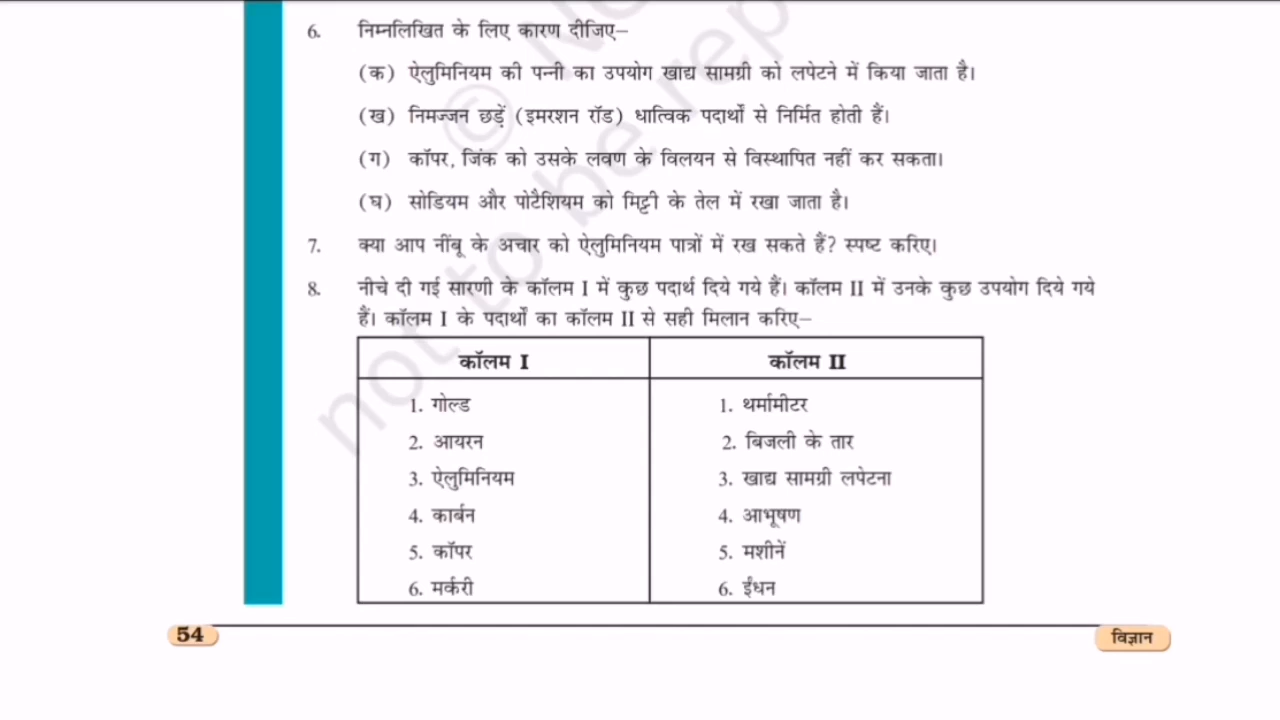 6. निम्नलिखित के लिए कारण दीजिए–
(क) ऐलुमिनियम की पन्नी का उपयोग खाद्य सामग्री को लपेटने में किया जाता है।
(ख) निमज्जन छड़ें (इमरशन रॉड) धात्विक पदार्थों से निर्मित होती हैं।
(ग) कॉपर, जिंक को उसके लवण के विलयन से विस्थापित नहीं कर सकता।
(घ) सोडियम और पोटैशियम को मिट्टी के तेल में रखा जाता है।
7. क्या आप नींबू के अचार को ऐलुमिनियम पात्रों में रख सकते हैं? स्पष्ट करिए।
8. नीचे दी गई सारणी के कॉलम I में कुछ पदार्थ दिये गये हैं। कॉलम II में उनके कुछ उपयोग दिये गये
हैं। कॉलम I के पदार्थों का कॉलम II से सही मिलान करिए–
कॉलम I कॉलम II
1. गोल्ड 1. थर्मामीटर
2. आयरन 2. बिजली के तार
3. ऐलुमिनियम 3. खाद्य सामग्री लपेटना
4. कार्बन 4. आभूषण
5. कॉपर 5. मशीनें
6. मर्करी 6. ईंधन
54 विज्ञान
not to be rep